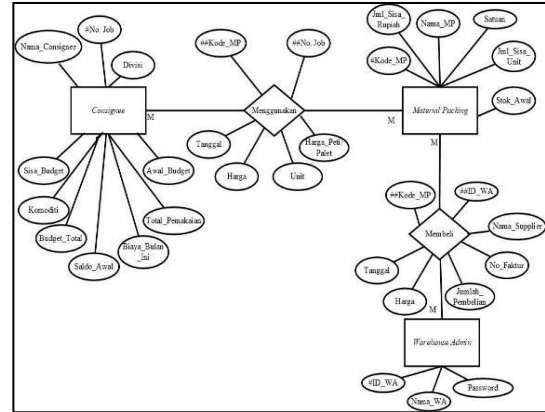 Jml_Sisa_
Rupiah
Nama_MP
Satuan
#No. Job
Nama_Consignee
Divisi
##Kode_MP
##No. Job
#Kode_MP
Jml_Sisa_
Unit
Consignee
M
Menggunakan
M
Material Packing
Stok_Awal
M
Tanggal
Harga
Unit
Harga_Peti/
Palet
Sisa_Budget
Awal_Budget
Komoditi
Total_Pemakaian
Budget_Total
Biaya_Bulan
_Ini
Saldo_Awal
##Kode_MP
##ID_WA
Nama_Supplier
Membeli
No_Faktur
Tanggal
Harga
Jumlah_
Pembelian
M
Warehouse Admin
#ID_WA
Nama_WA
Password